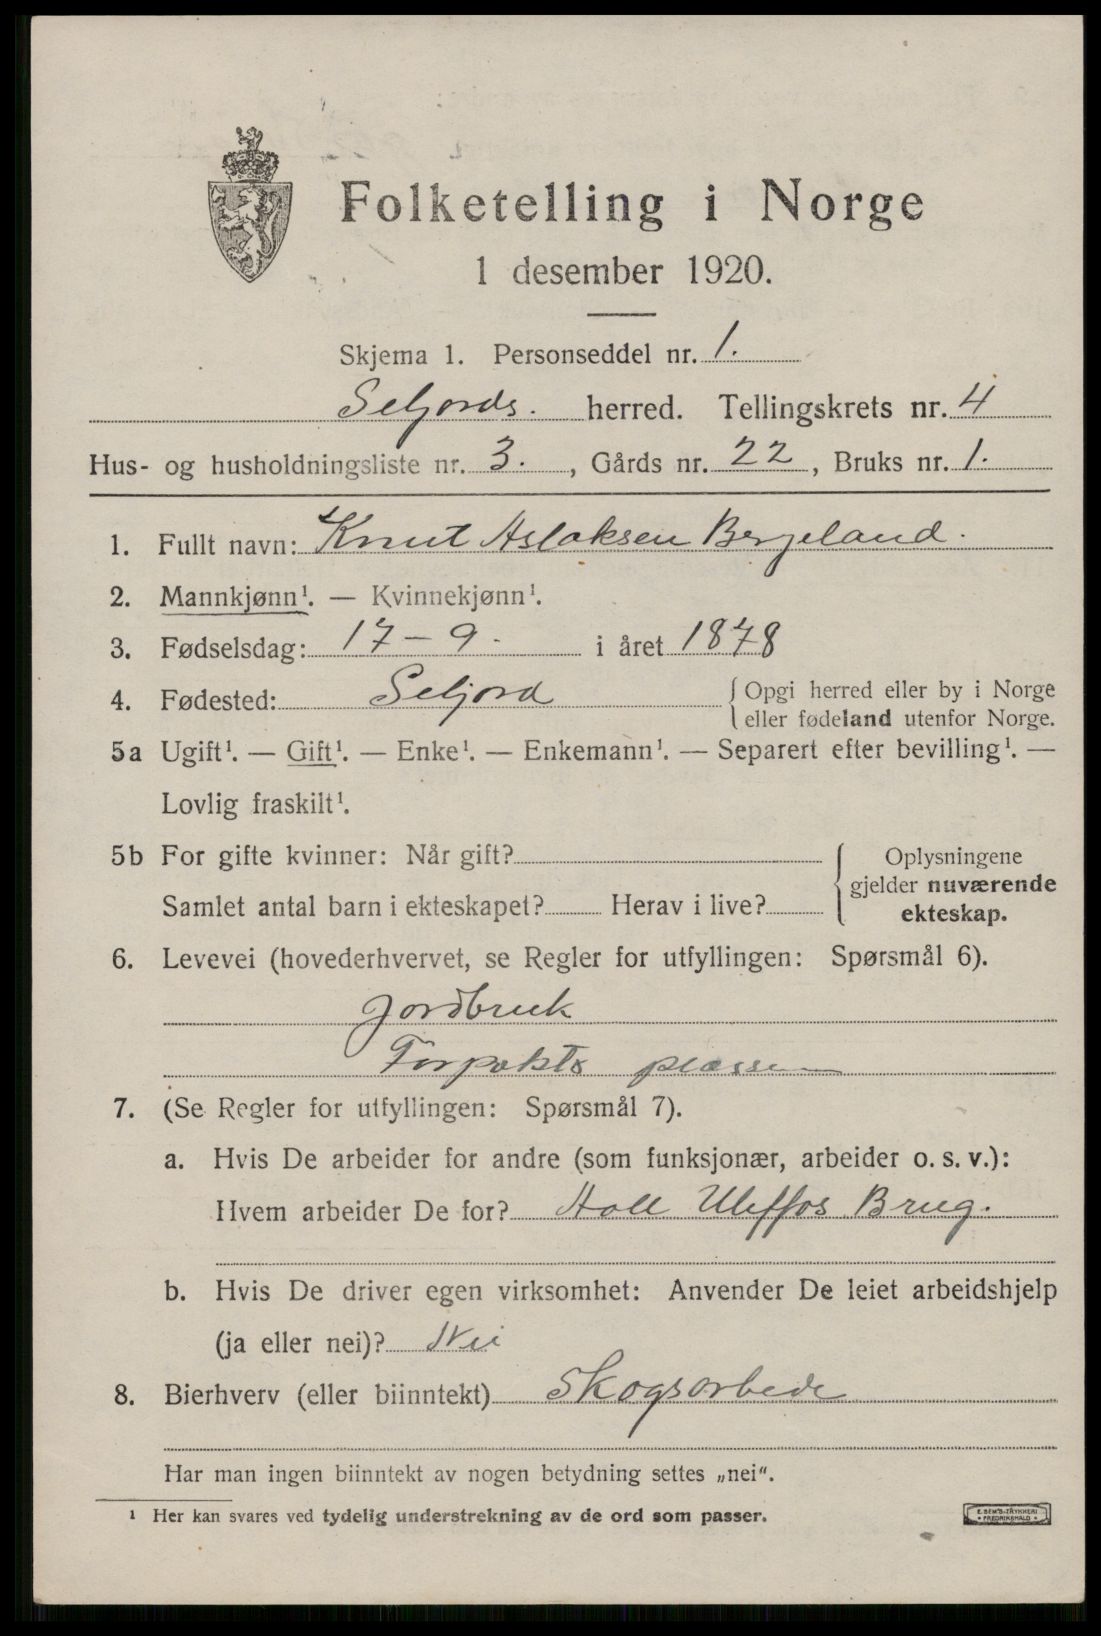 Folketelling i Norge
1 desember 1920.
Skjema 1. Personseddel nr. 1.
Seljords. herred. Tellingskrets nr. 4
Hus- og husholdningsliste nr. 3. , Gårds nr. 22 , Bruks nr. 1.
1. Fullt navn: Knut Aslaksen Bergeland.
2. Mannkjønn¹. — Kvinnekjønn¹.
3. Fødselsdag: 17 – 9. i året 1878
4. Fødested: Seljord { Opgi herred eller by i Norge
eller fødeland utenfor Norge.
5a Ugift¹. — Gift¹. — Enke¹. — Enkemann¹. — Separert efter bevilling¹. —
Lovlig fraskilt¹.
5b For gifte kvinner: Når gift?
Samlet antal barn i ekteskapet? Herav i live?
{ Oplysningene
gjelder nuværende
ekteskap.
6. Levevei (hovederhvervet, se Regler for utfyllingen: Spørsmål 6).
Jordbruk
Forpakta plassen
7. (Se Regler for utfyllingen: Spørsmål 7).
a. Hvis De arbeider for andre (som funksjonær, arbeider o. s. v.):
Hvem arbeider De for? Uleffos Brug.
b. Hvis De driver egen virksomhet: Anvender De leiet arbeidshjelp
(ja eller nei)? Nei
8. Bierhverv (eller biinntekt) Skogsarbede
Har man ingen biinntekt av nogen betydning settes „nei“.
¹ Her kan svares ved tydelig understrekning av de ord som passer.
E. SEM'S TRYKKERI
FREDRIKSHALD